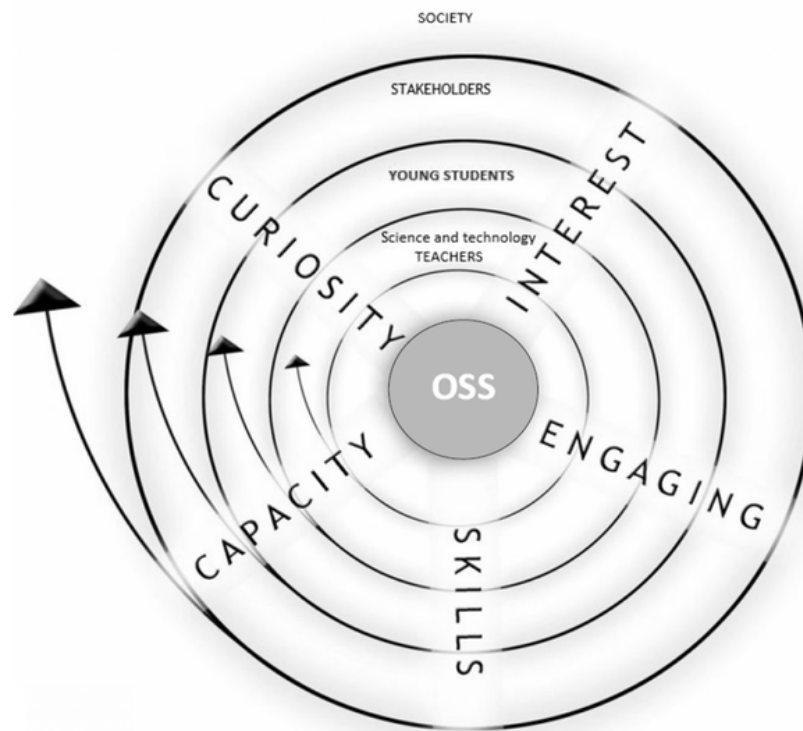 SOCIETY
STAKEHOLDERS
YOUNG STUDENTS
Science and technology
TEACHERS
CURIOSITY
INTEREST
OSS
ENGAGING
CAPACITY
SKILLS